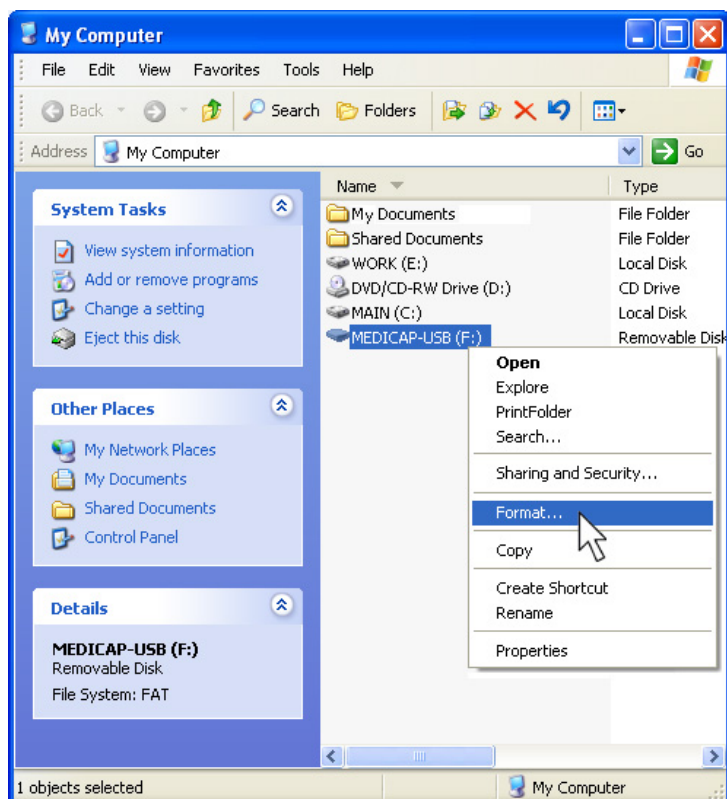 My Computer
File Edit View Favorites Tools Help
Back Search Folders
Address My Computer Go
System Tasks
View system information
Add or remove programs
Change a setting
Eject this disk
Other Places
My Network Places
My Documents
Shared Documents
Control Panel
Details
MEDICAP-USB (F:)
Removable Disk
File System: FAT
Name Type
My Documents File Folder
Shared Documents File Folder
WORK (E:) Local Disk
DVD/CD-RW Drive (D:) CD Drive
MAIN (C:) Local Disk
MEDICAP-USB (F:) Removable Disk
Open
Explore
PrintFolder
Search...
Sharing and Security...
Format...
Copy
Create Shortcut
Rename
Properties
1 objects selected My Computer